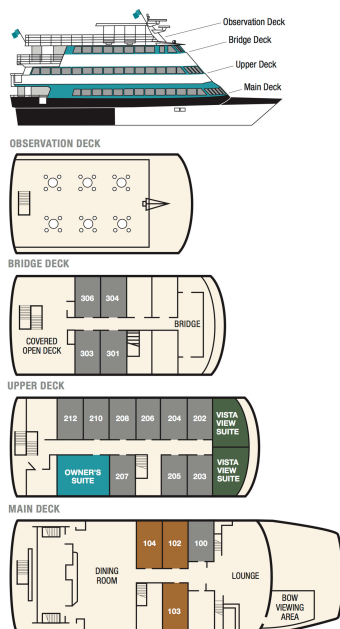 Observation Deck
Bridge Deck
Upper Deck
Main Deck
OBSERVATION DECK
BRIDGE DECK
306 304
BRIDGE
COVERED
OPEN DECK
303 301
UPPER DECK
212 210 208 206 204 202
VISTA
VIEW
SUITE
OWNER'S
SUITE
207 205 203
VISTA
VIEW
SUITE
MAIN DECK
104 102 100
DINING
ROOM
LOUNGE
103
BOW
VIEWING
AREA